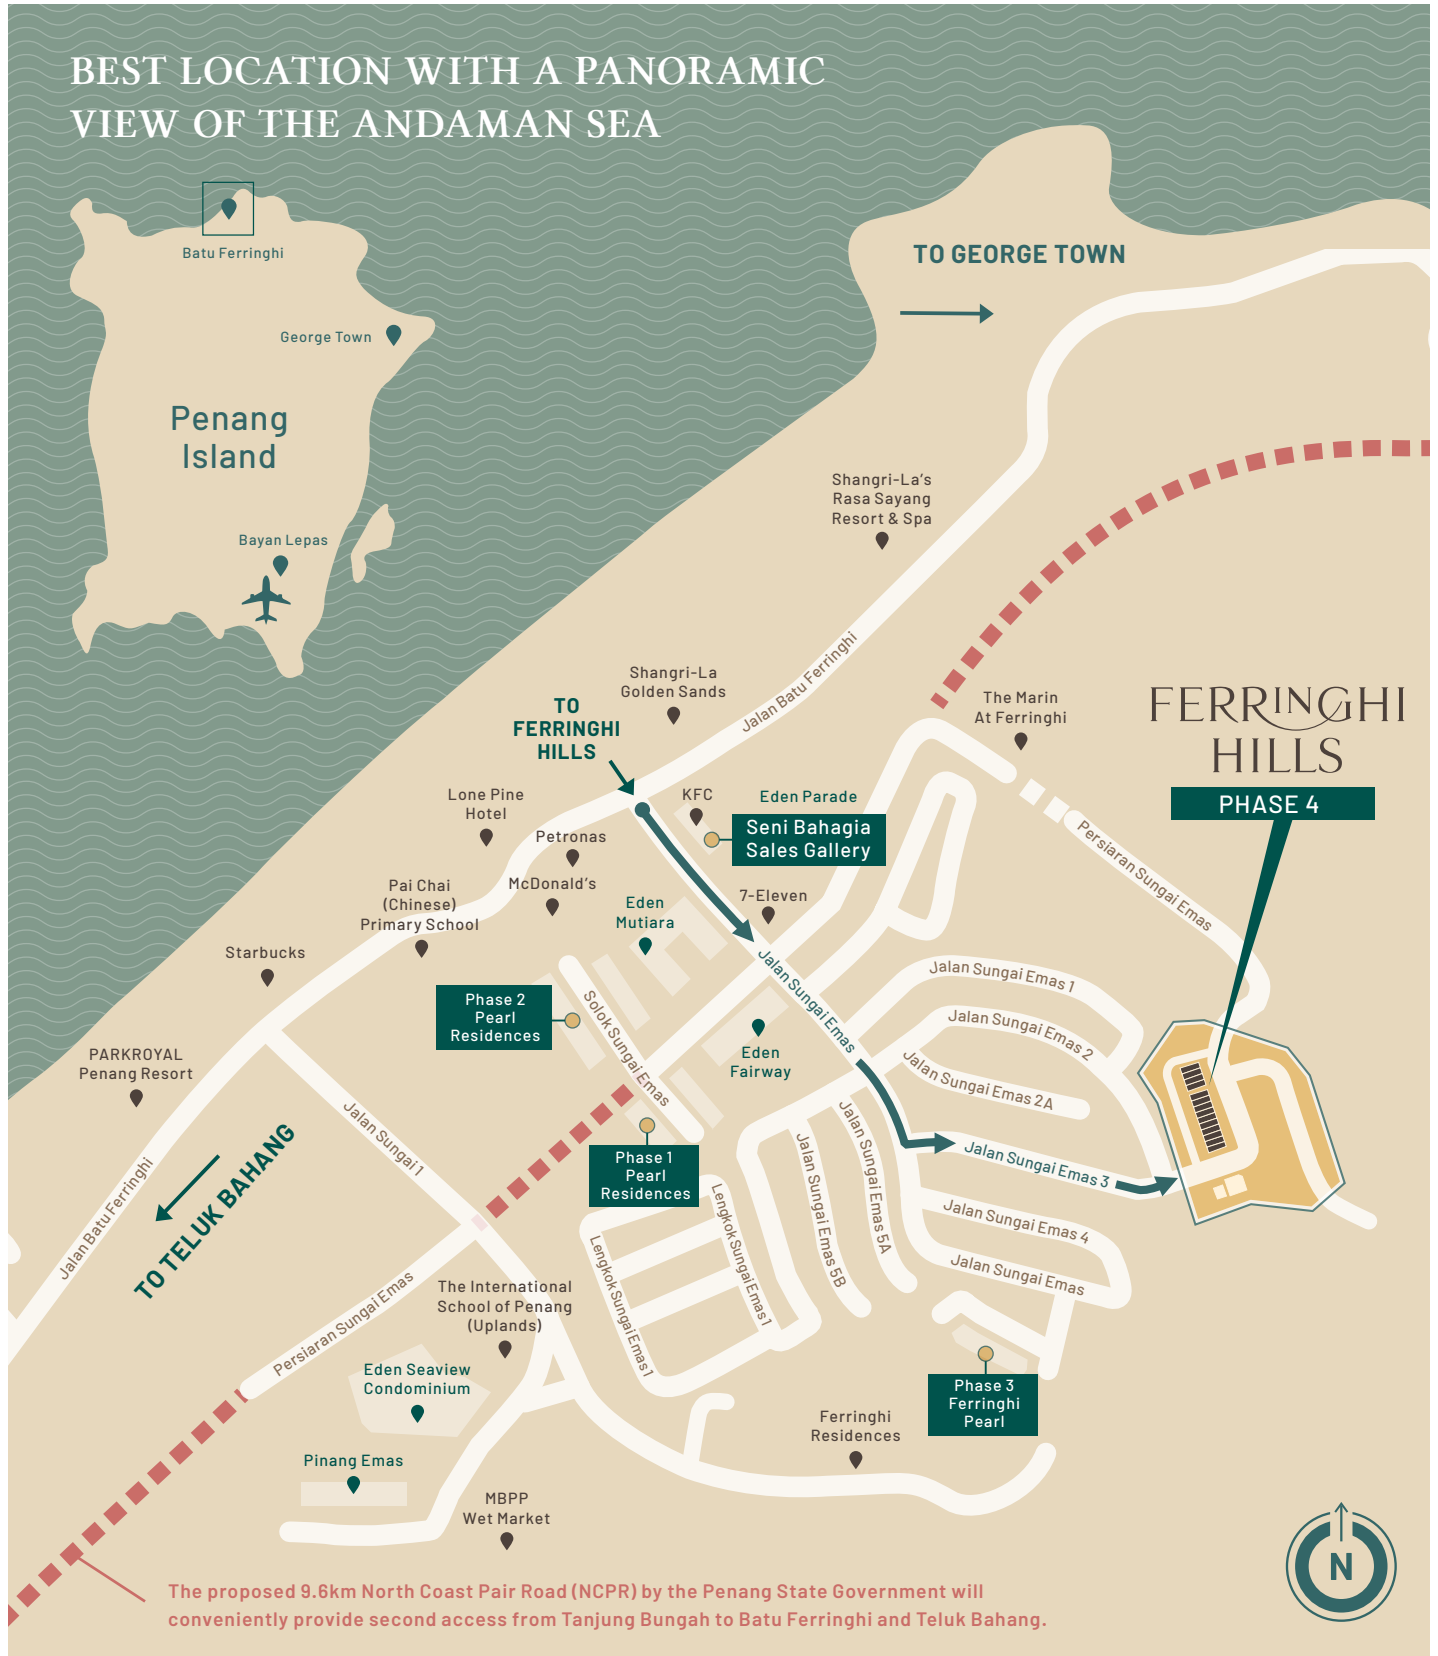 BEST LOCATION WITH A PANORAMIC
VIEW OF THE ANDAMAN SEA
Batu Ferringhi
George Town
Penang
Island
Bayan Lepas
TO GEORGE TOWN
Shangri-La's
Rasa Sayang
Resort & Spa
Jalan Batu Ferringhi
Shangri-La
Golden Sands
TO
FERRINGHI
HILLS
The Marin
At Ferringhi
FERRINGHI
HILLS
PHASE 4
Lone Pine
Hotel
KFC
Eden Parade
Seni Bahagia
Sales Gallery
Petronas
McDonald's
Persiaran Sungai Emas
Pai Chai
(Chinese)
Primary School
Eden
Mutiara
7-Eleven
Starbucks
Jalan Sungai Emas
Jalan Sungai Emas 1
Phase 2
Pearl
Residences
Solok Sungai Emas
Eden
Fairway
Jalan Sungai Emas 2
Jalan Sungai Emas 2A
PARKROYAL
Penang Resort
Jalan Sungai 1
Phase 1
Pearl
Residences
Jalan Sungai Emas 5A
Jalan Sungai Emas 5B
Jalan Sungai Emas 3
Jalan Batu Ferringhi
TO TELUK BAHANG
Lengkok Sungai Emas 1
Lengkok Sungai Emas 1
Jalan Sungai Emas 4
Jalan Sungai Emas
Persiaran Sungai Emas
The International
School of Penang
(Uplands)
Eden Seaview
Condominium
Phase 3
Ferringhi
Pearl
Ferringhi
Residences
Pinang Emas
MBPP
Wet Market
N
The proposed 9.6km North Coast Pair Road (NCPR) by the Penang State Government will
conveniently provide second access from Tanjung Bungah to Batu Ferringhi and Teluk Bahang.